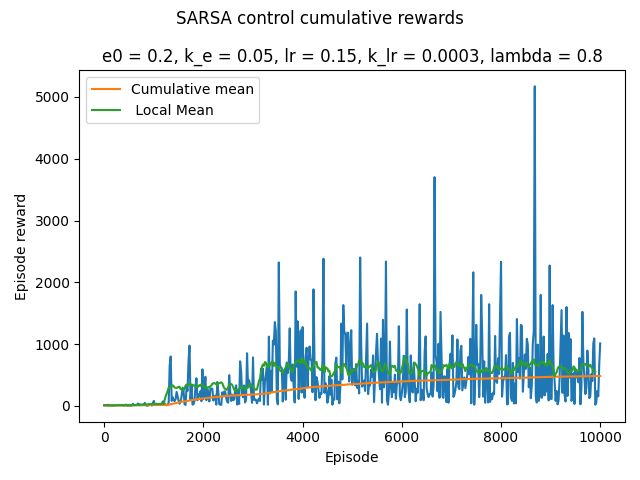 SARSA control cumulative rewards
e0 = 0.2, k_e = 0.05, lr = 0.15, k_lr = 0.0003, lambda = 0.8
Cumulative mean
Local Mean
5000
4000
3000
2000
1000
0
Episode reward
0 2000 4000 6000 8000 10000
Episode